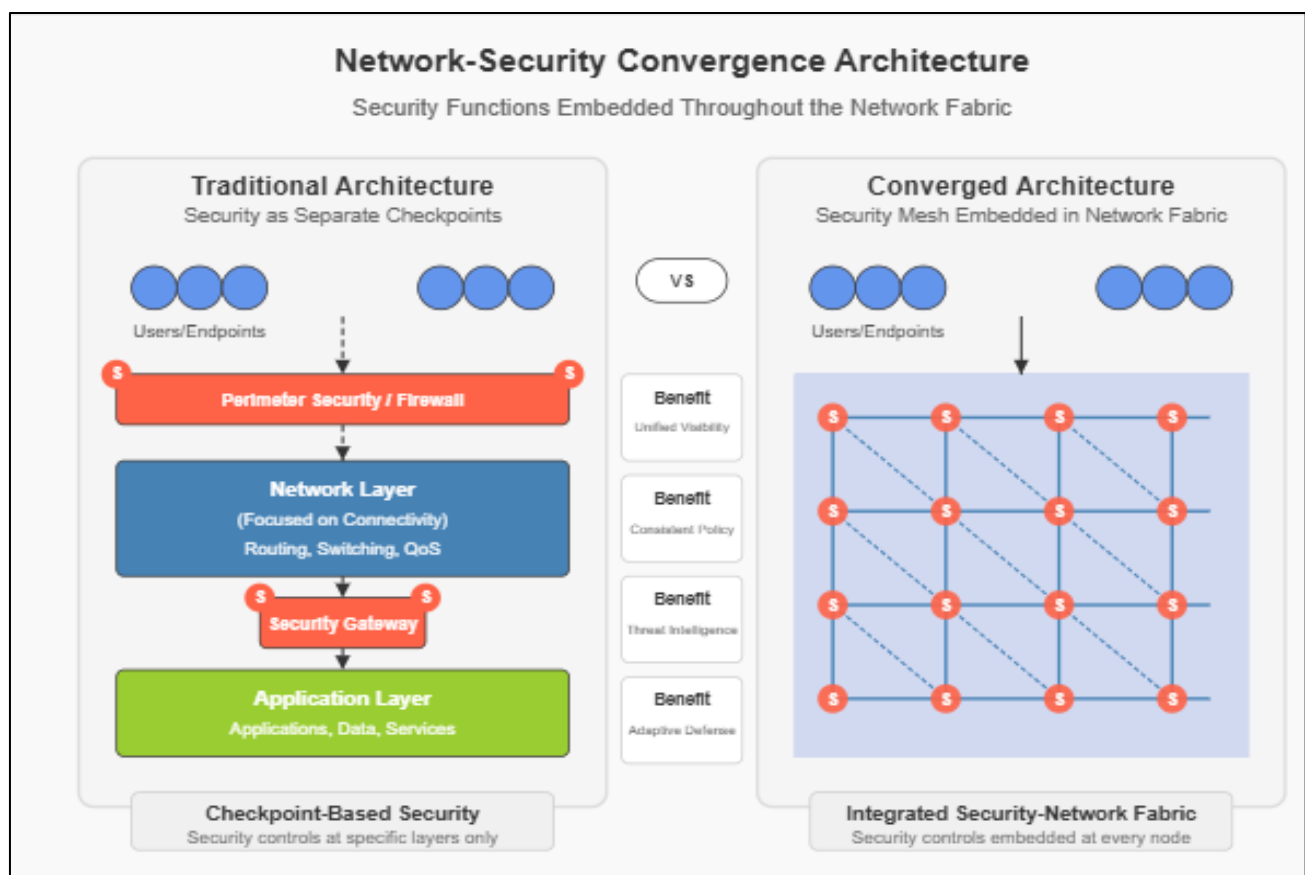 Network-Security Convergence Architecture
Security Functions Embedded Throughout the Network Fabric
Traditional Architecture
Security as Separate Checkpoints
Users/Endpoints
S
S
Perimeter Security / Firewall
Network Layer
(Focused on Connectivity)
Routing, Switching, QoS
S
S
Security Gateway
Application Layer
Applications, Data, Services
Checkpoint-Based Security
Security controls at specific layers only
VS
Benefit
Unified Visibility
Benefit
Consistent Policy
Benefit
Threat Intelligence
Benefit
Adaptive Defense
Converged Architecture
Security Mesh Embedded in Network Fabric
Users/Endpoints
S S S S
S S S S
S S S S
S S S S
Integrated Security-Network Fabric
Security controls embedded at every node